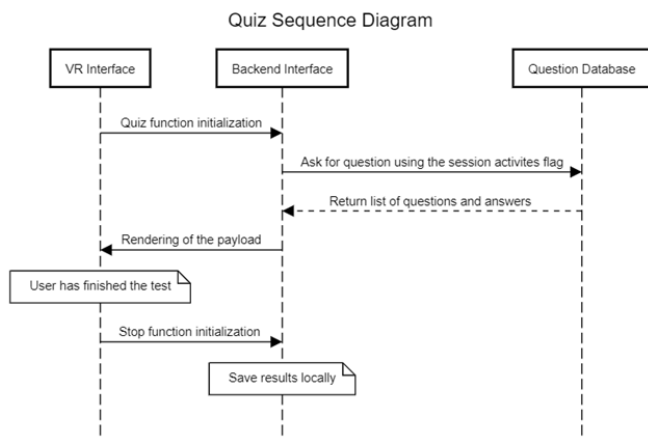 Quiz Sequence Diagram
VR Interface
Backend Interface
Question Database
Quiz function initialization
Ask for question using the session activites flag
Return list of questions and answers
Rendering of the payload
User has finished the test
Stop function initialization
Save results locally